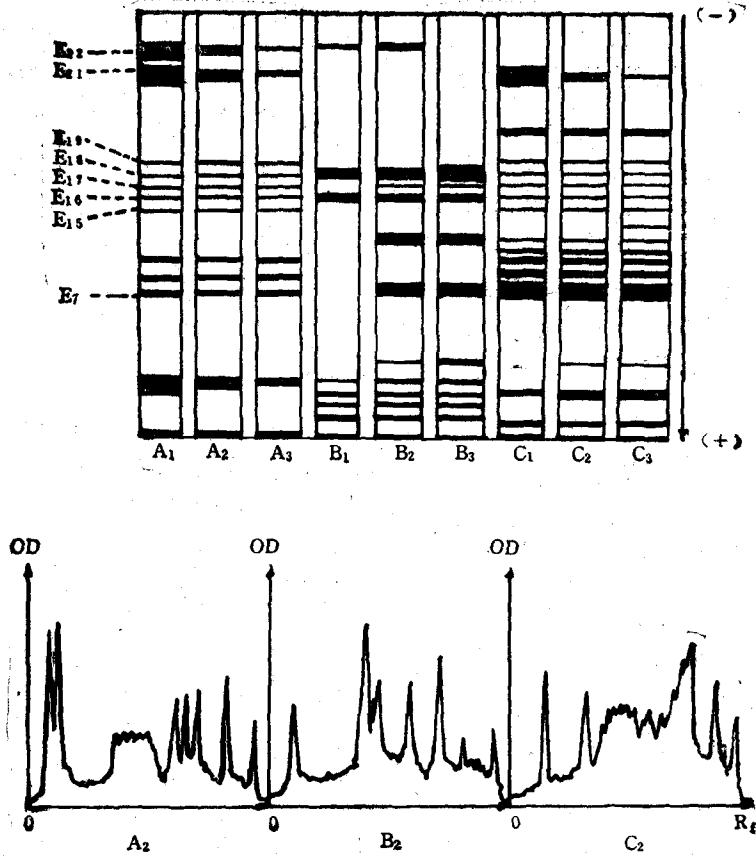 (-)
E22
E21
E19
E18
E17
E16
E15
E7
(+)
A1 A2 A3 B1 B2 B3 C1 C2 C3
OD OD OD
0 0 0 Rf
A2 B2 C2